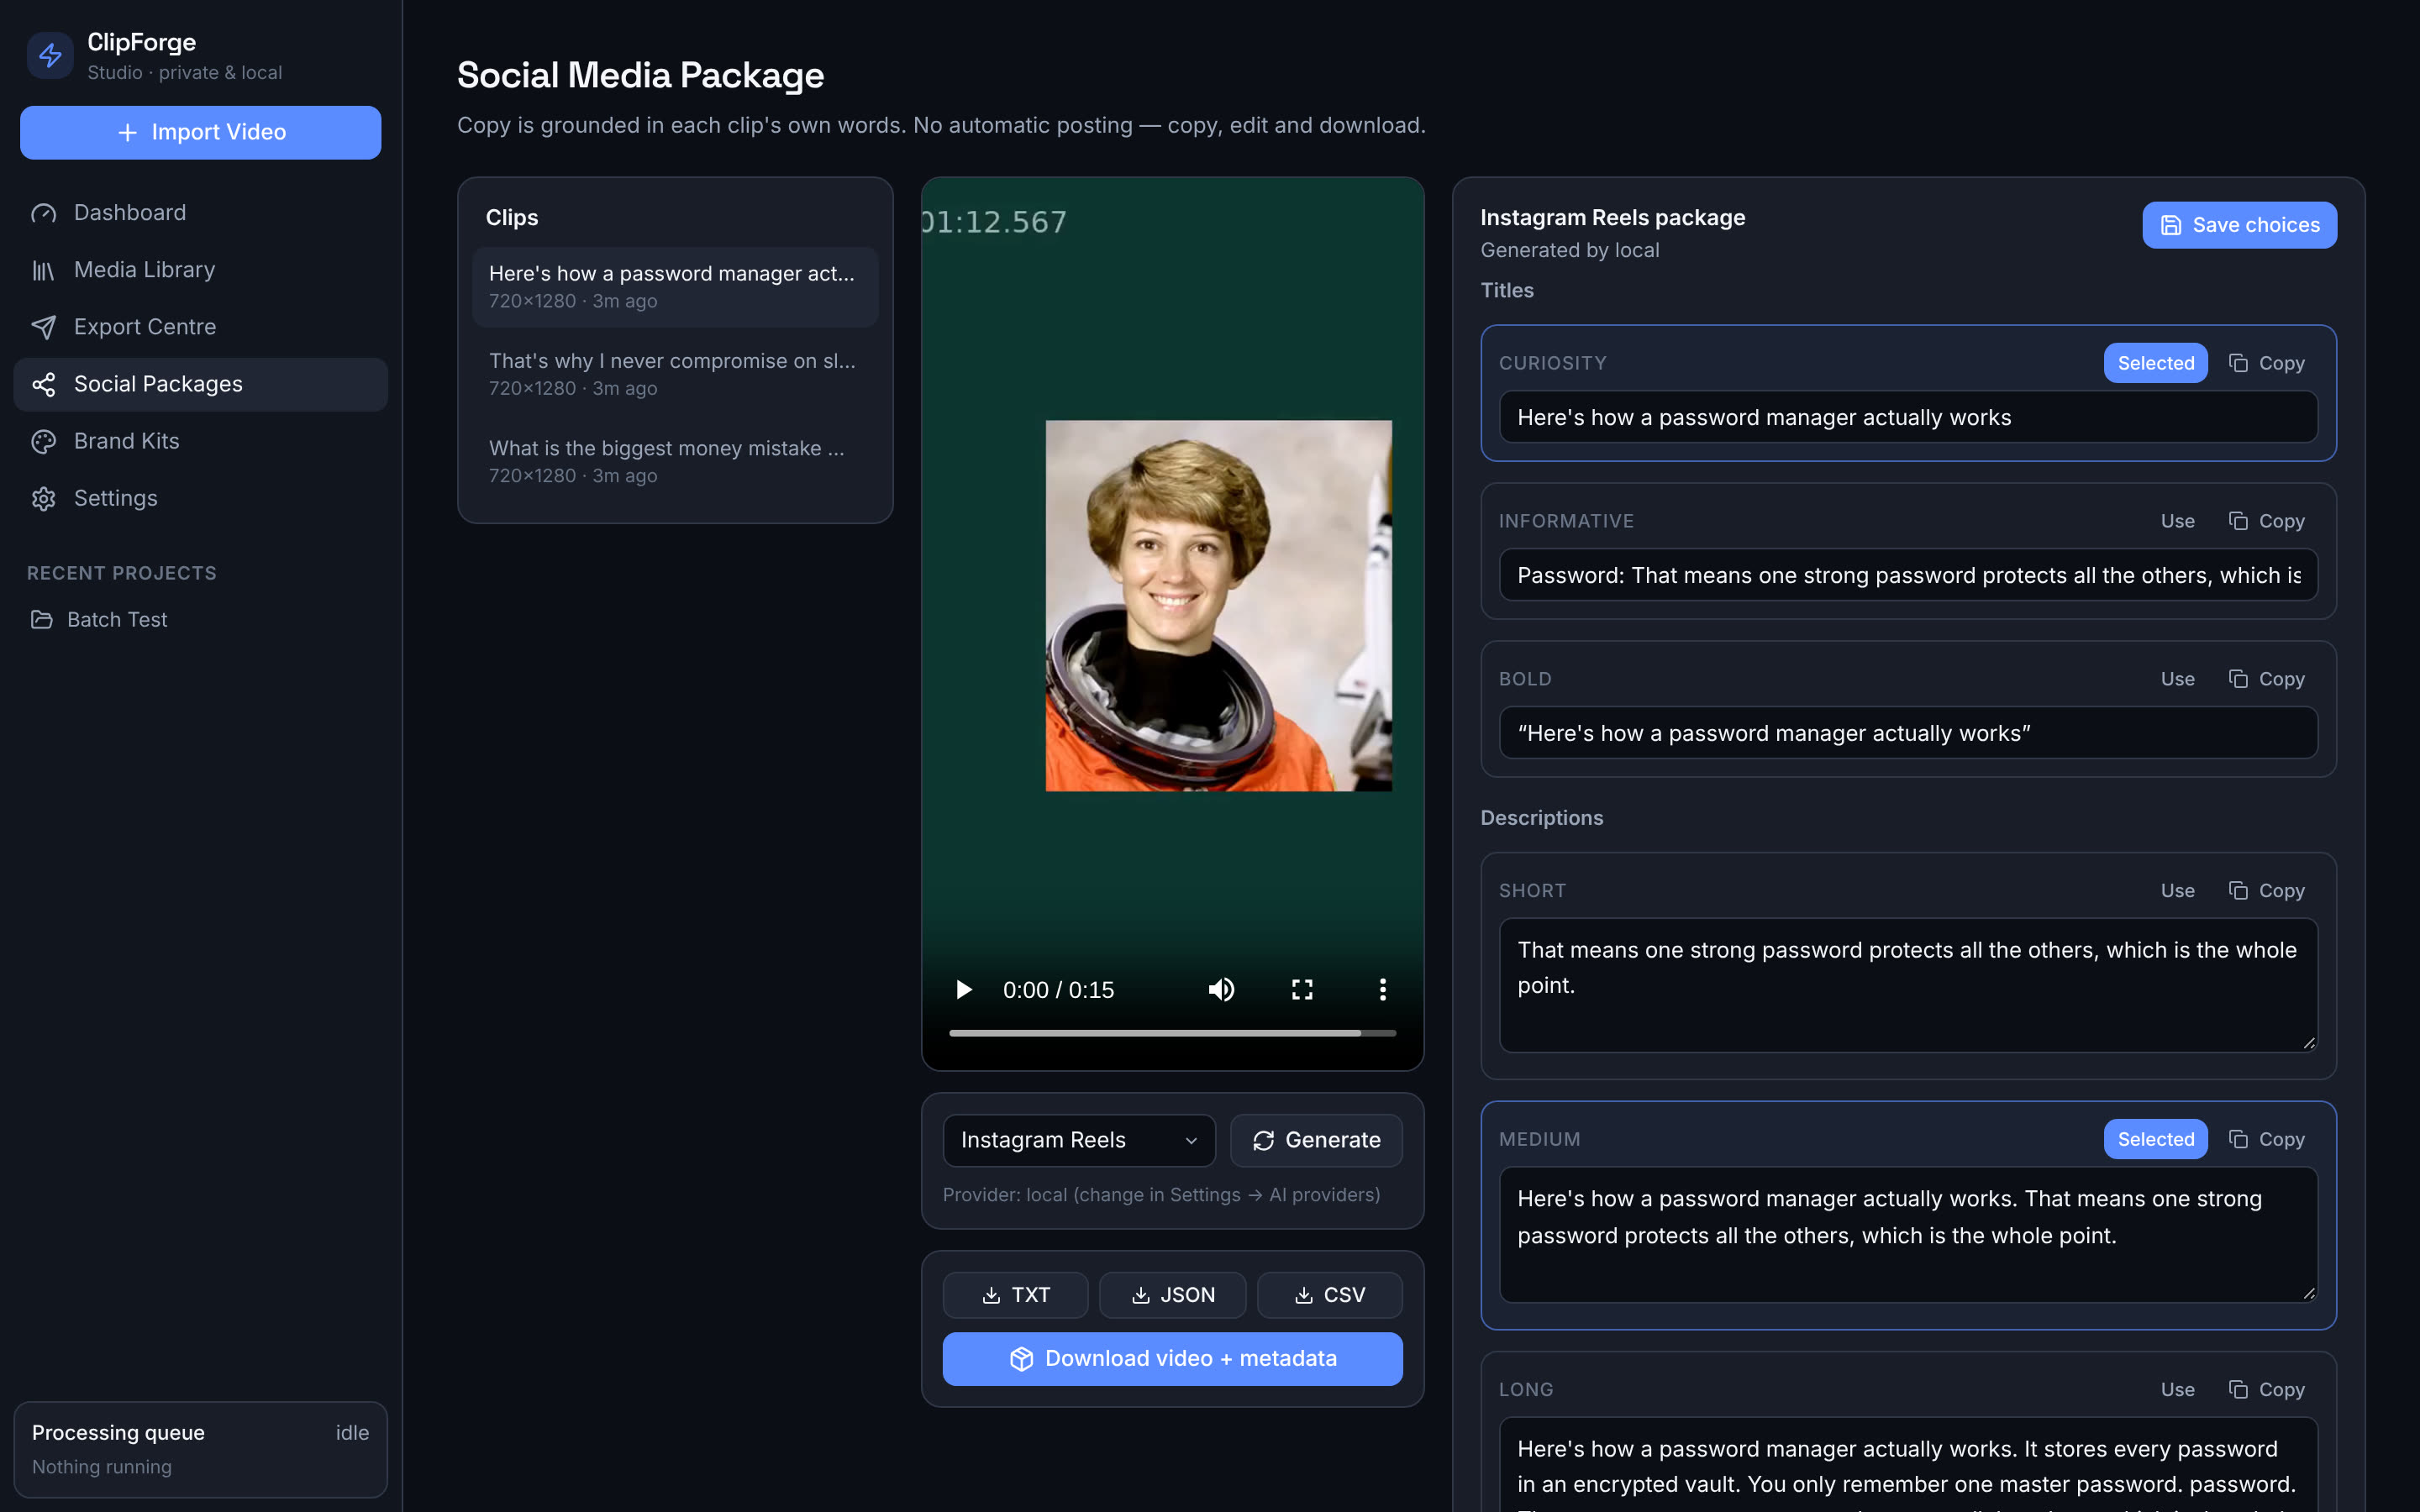 ClipForge
Studio · private & local
Import Video
Dashboard
Media Library
Export Centre
Social Packages
Brand Kits
Settings
RECENT PROJECTS
Batch Test
Processing queue
idle
Nothing running
Social Media Package
Copy is grounded in each clip's own words. No automatic posting — copy, edit and download.
Clips
Here's how a password manager act...
720×1280 · 3m ago
That's why I never compromise on sl...
720×1280 · 3m ago
What is the biggest money mistake ...
720×1280 · 3m ago
01:12.567
0:00 / 0:15
Instagram Reels
Generate
Provider: local (change in Settings → AI providers)
TXT
JSON
CSV
Download video + metadata
Instagram Reels package
Save choices
Generated by local
Titles
CURIOSITY
Selected
Copy
Here's how a password manager actually works
INFORMATIVE
Use
Copy
Password: That means one strong password protects all the others, which is
BOLD
Use
Copy
“Here's how a password manager actually works”
Descriptions
SHORT
Use
Copy
That means one strong password protects all the others, which is the whole
point.
MEDIUM
Selected
Copy
Here's how a password manager actually works. That means one strong
password protects all the others, which is the whole point.
LONG
Use
Copy
Here's how a password manager actually works. It stores every password
in an encrypted vault. You only remember one master password. password.